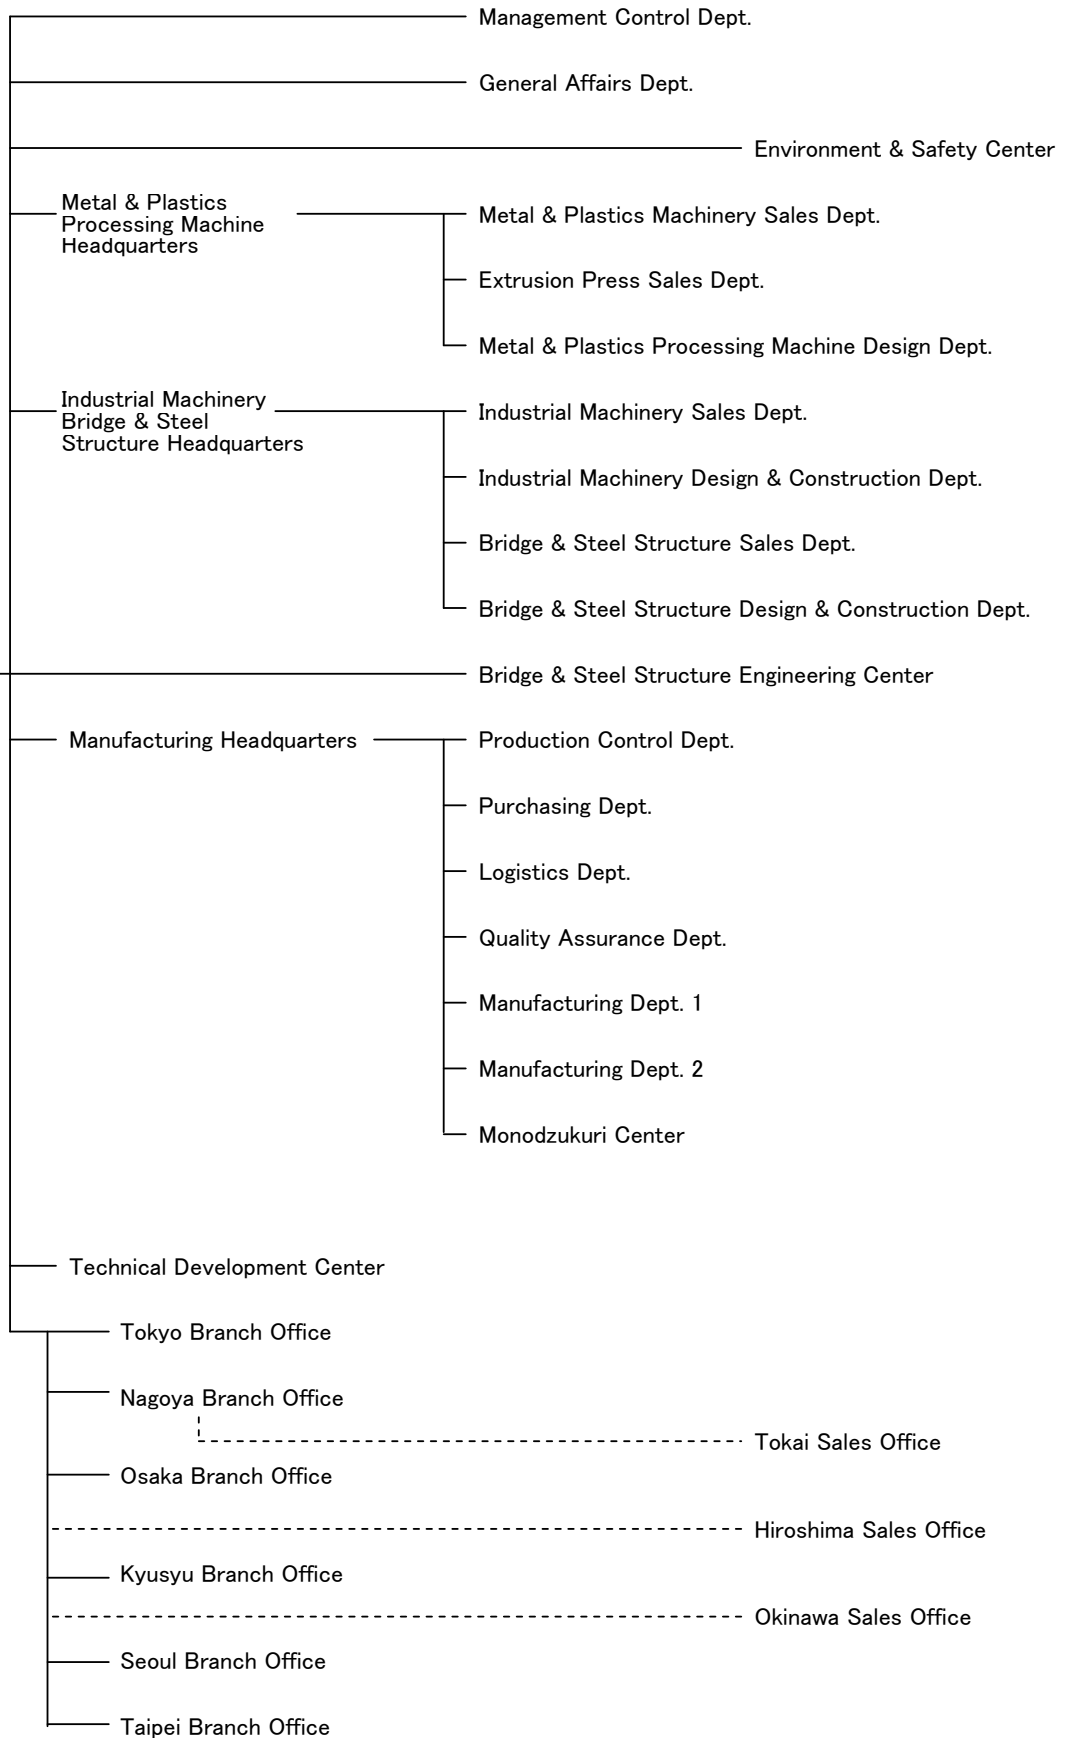 Management Control Dept.
General Affairs Dept.
Environment & Safety Center
Metal & Plastics
Processing Machine
Headquarters
Metal & Plastics Machinery Sales Dept.
Extrusion Press Sales Dept.
Metal & Plastics Processing Machine Design Dept.
Industrial Machinery
Bridge & Steel
Structure Headquarters
Industrial Machinery Sales Dept.
Industrial Machinery Design & Construction Dept.
Bridge & Steel Structure Sales Dept.
Bridge & Steel Structure Design & Construction Dept.
Bridge & Steel Structure Engineering Center
Manufacturing Headquarters
Production Control Dept.
Purchasing Dept.
Logistics Dept.
Quality Assurance Dept.
Manufacturing Dept. 1
Manufacturing Dept. 2
Monodzukuri Center
Technical Development Center
Tokyo Branch Office
Nagoya Branch Office
Tokai Sales Office
Osaka Branch Office
Hiroshima Sales Office
Kyusyu Branch Office
Okinawa Sales Office
Seoul Branch Office
Taipei Branch Office